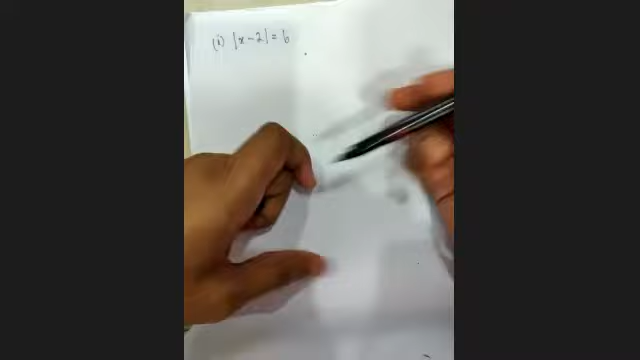 (i) |x - 2| = 6